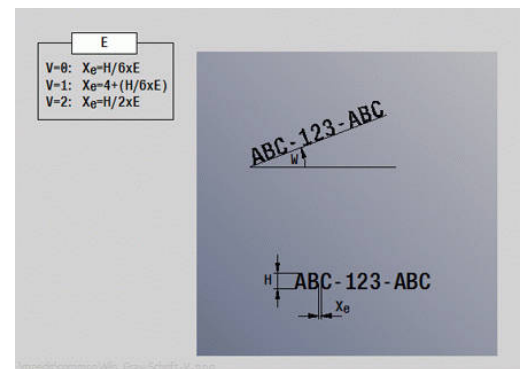 E
V=0: Xe=H/6xE
V=1: Xe=4+(H/6xE)
V=2: Xe=H/2xE
ABC-123-ABC
W
H
ABC-123-ABC
Xe